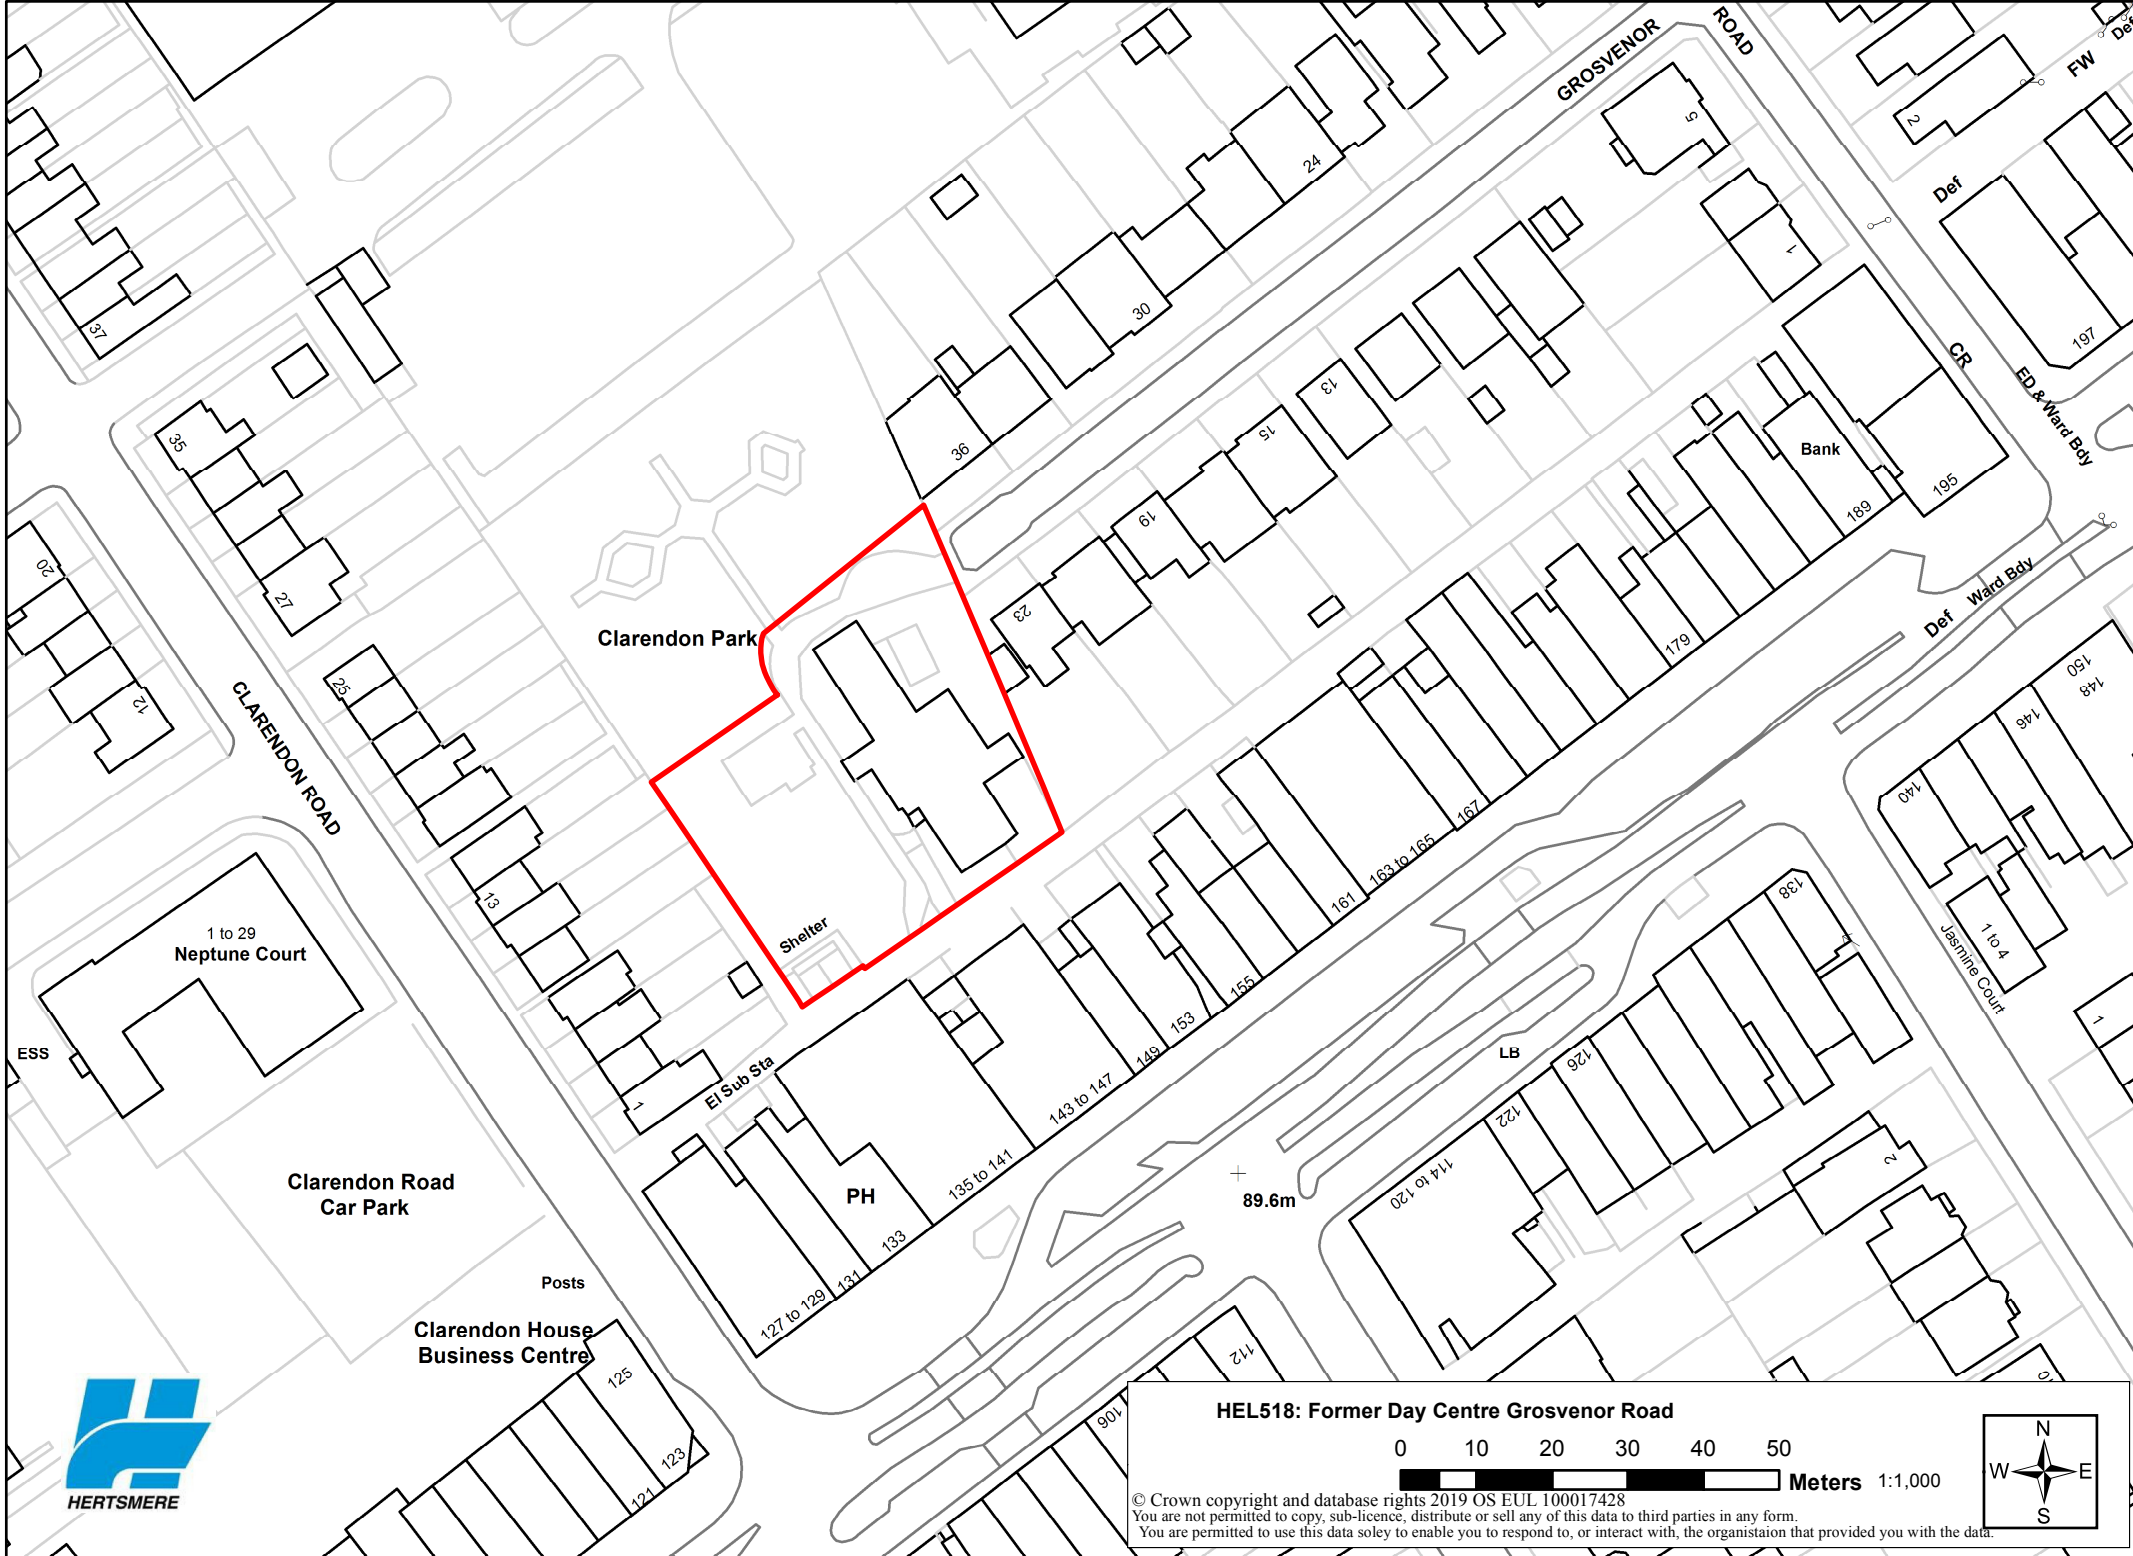 GROSVENOR
ROAD
Def
FW
2
5
24
Def
1
30
197
37
CR
ED & Ward Bdy
13
35
15
36
Bank
195
19
189
20
27
23
Ward Bdy
Def
Clarendon Park
179
150
148
25
12
146
CLARENDON ROAD
140
167
163 to 165
13
161
138
1 to 29
Neptune Court
Shelter
1 to 4
Jasmine Court
155
153
1
ESS
149
LB
126
El Sub Sta
1
143 to 147
122
2
135 to 141
114 to 120
Clarendon Road
Car Park
PH
89.6m
133
Posts
131
127 to 129
Clarendon House
Business Centre
112
125
106
123
121
HERTSMERE
HEL518: Former Day Centre Grosvenor Road
0 10 20 30 40 50
Meters 1:1,000
N
W E
S
© Crown copyright and database rights 2019 OS EUL 100017428
You are not permitted to copy, sub-licence, distribute or sell any of this data to third parties in any form.
You are permitted to use this data soley to enable you to respond to, or interact with, the organistaion that provided you with the data.